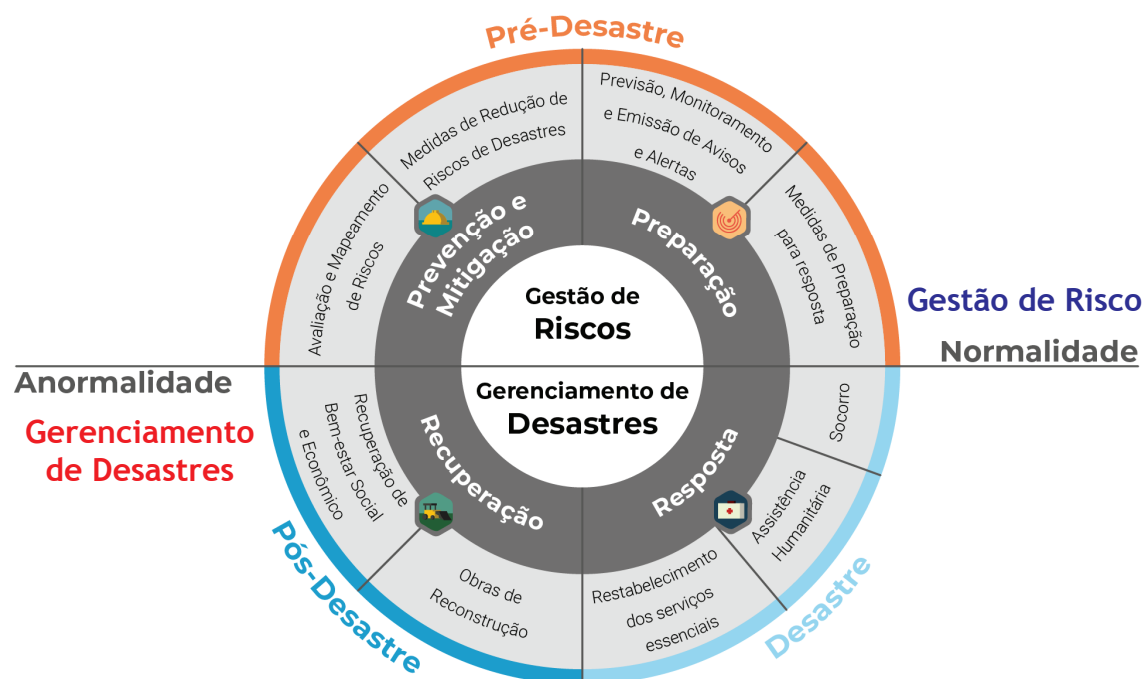 Pré-Desastre
Medidas de Redução de
Riscos de Desastres
Previsão, Monitoramento
e Emissão de Avisos
e Alertas
Avaliação e Mapeamento
de Riscos
Prevenção e
Mitigação
Preparação
Medidas de Preparação
para resposta
Gestão de
Riscos
Gestão de Risco
Normalidade
Anormalidade
Gerenciamento
de Desastres
Gerenciamento de
Desastres
Recuperação de
Bem-estar Social
e Econômico
Recuperação
Resposta
Socorro
Assistência
Humanitária
Obras de
Reconstrução
Restabelecimento
dos serviços
essenciais
Pós-Desastre
Desastre